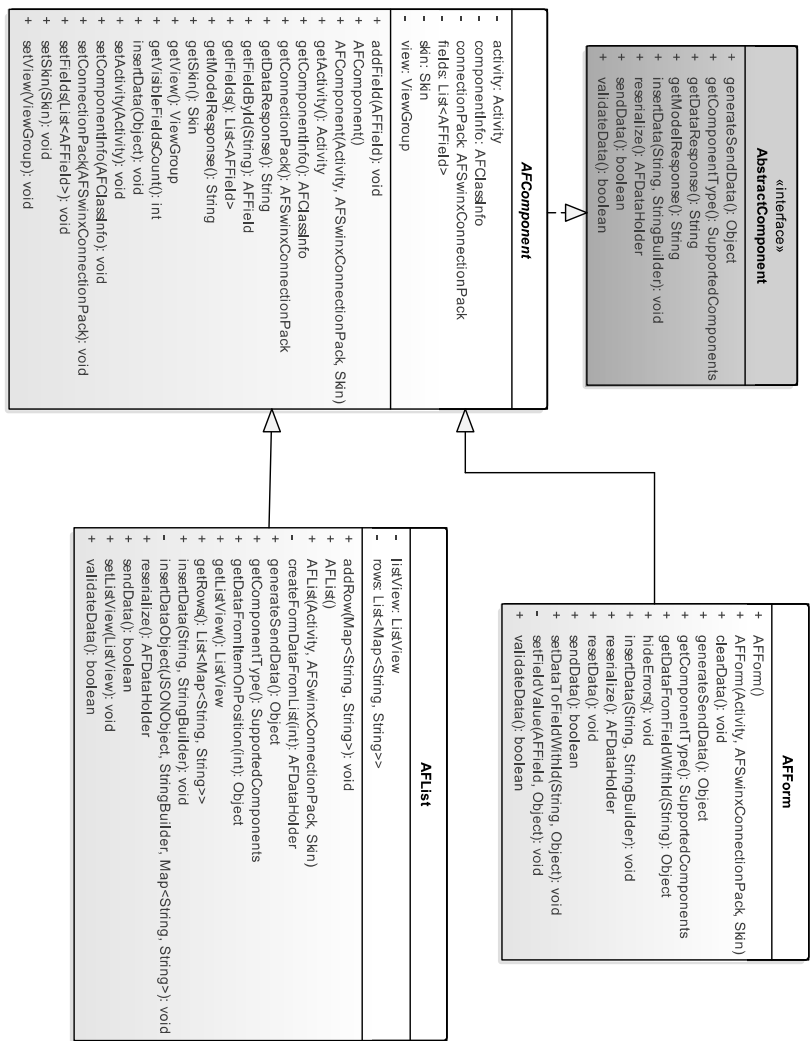 «interface»
AbstractComponent
+ generateSendData(): Object
+ getComponentType(): SupportedComponents
+ getDataResponse(): String
+ getModelResponse(): String
+ insertData(String, StringBuilder): void
+ reserialize(): AFDataHolder
+ sendData(): boolean
+ validateData(): boolean
AFComponent
- activity: Activity
- componentInfo: AFClassInfo
- connectionPack: AFSwinxConnectionPack
- fields: List<AFField>
- skin: Skin
- view: ViewGroup
+ addField(AFField): void
+ AFComponent()
+ AFComponent(Activity, AFSwinxConnectionPack, Skin)
+ getActivity(): Activity
+ getComponentInfo(): AFClassInfo
+ getConnectionPack(): AFSwinxConnectionPack
+ getDataResponse(): String
+ getFieldById(String): AFField
+ getFields(): List<AFField>
+ getModelResponse(): String
+ getSkin(): Skin
+ getView(): ViewGroup
+ getVisibleFieldsCount(): int
+ insertData(Object): void
+ setActivity(Activity): void
+ setComponentInfo(AFClassInfo): void
+ setConnectionPack(AFSwinxConnectionPack): void
+ setFields(List<AFField>): void
+ setSkin(Skin): void
+ setView(ViewGroup): void
AFForm
+ AFForm()
+ AFForm(Activity, AFSwinxConnectionPack, Skin)
+ clearData(): void
+ generateSendData(): Object
+ getComponentType(): SupportedComponents
+ getDataFromFieldWithId(String): Object
+ hideErrors(): void
+ insertData(String, StringBuilder): void
+ reserialize(): AFDataHolder
+ resetData(): void
+ sendData(): boolean
+ setDataToFieldWithId(String, Object): void
- setFieldValue(AFField, Object): void
+ validateData(): boolean
AFList
- listView: ListView
- rows: List<Map<String, String>>
+ addRow(Map<String, String>): void
+ AFList()
+ AFList(Activity, AFSwinxConnectionPack, Skin)
- createFormDataFromList(int): AFDataHolder
+ generateSendData(): Object
+ getComponentType(): SupportedComponents
+ getDataFromItemOnPosition(int): Object
+ getListView(): ListView
+ getRows(): List<Map<String, String>>
+ insertData(String, StringBuilder): void
- insertDataObject(JSONObject, StringBuilder, Map<String, String>): void
+ reserialize(): AFDataHolder
+ sendData(): boolean
+ setListView(ListView): void
+ validateData(): boolean